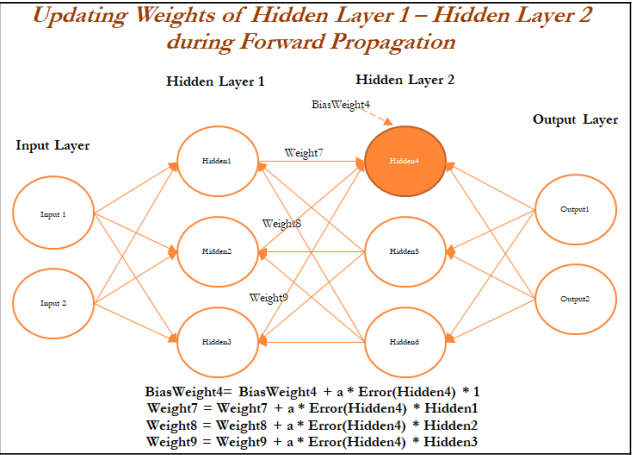 Updating Weights of Hidden Layer 1 – Hidden Layer 2
during Forward Propagation
Hidden Layer 1
Hidden Layer 2
BiasWeight4
Output Layer
Input Layer
Hidden1
Weight7
Hidden4
Input 1
Output1
Weight8
Hidden2
Hidden5
Weight9
Input 2
Output2
Hidden3
Hidden6
BiasWeight4= BiasWeight4 + a * Error(Hidden4) * 1
Weight7 = Weight7 + a * Error(Hidden4) * Hidden1
Weight8 = Weight8 + a * Error(Hidden4) * Hidden2
Weight9 = Weight9 + a * Error(Hidden4) * Hidden3